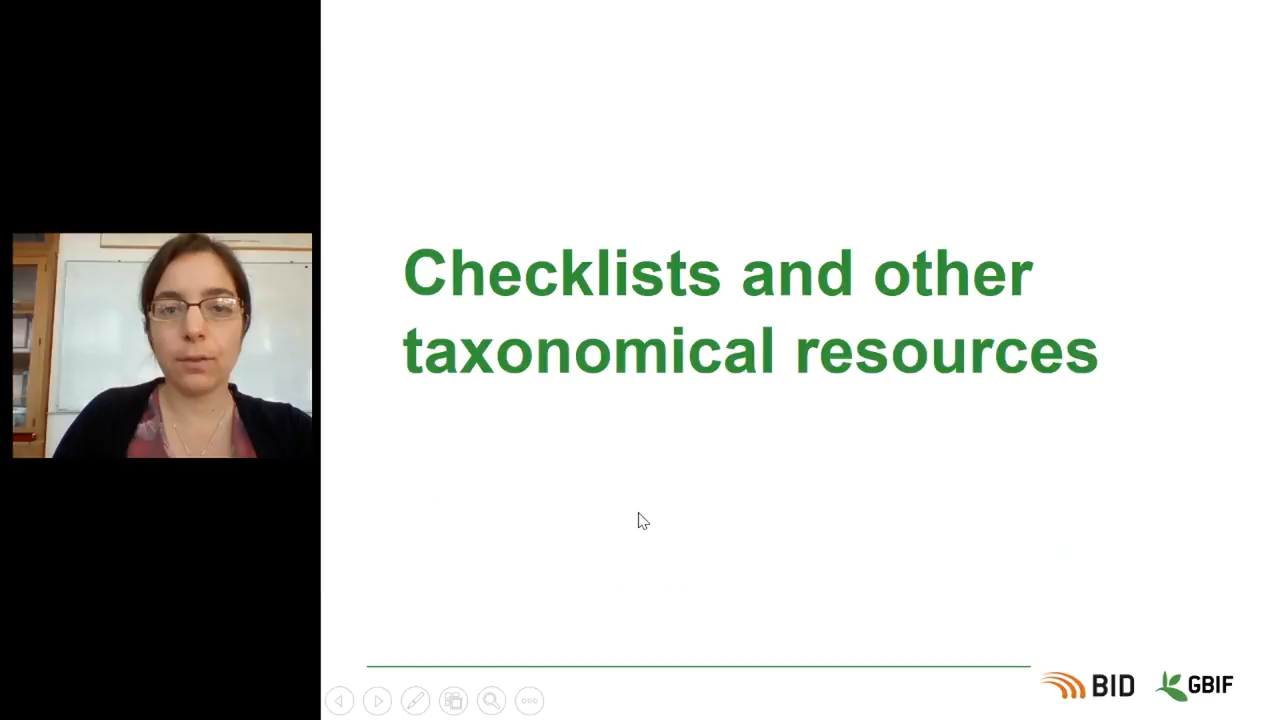 Checklists and other
taxonomical resources
BID
GBIF